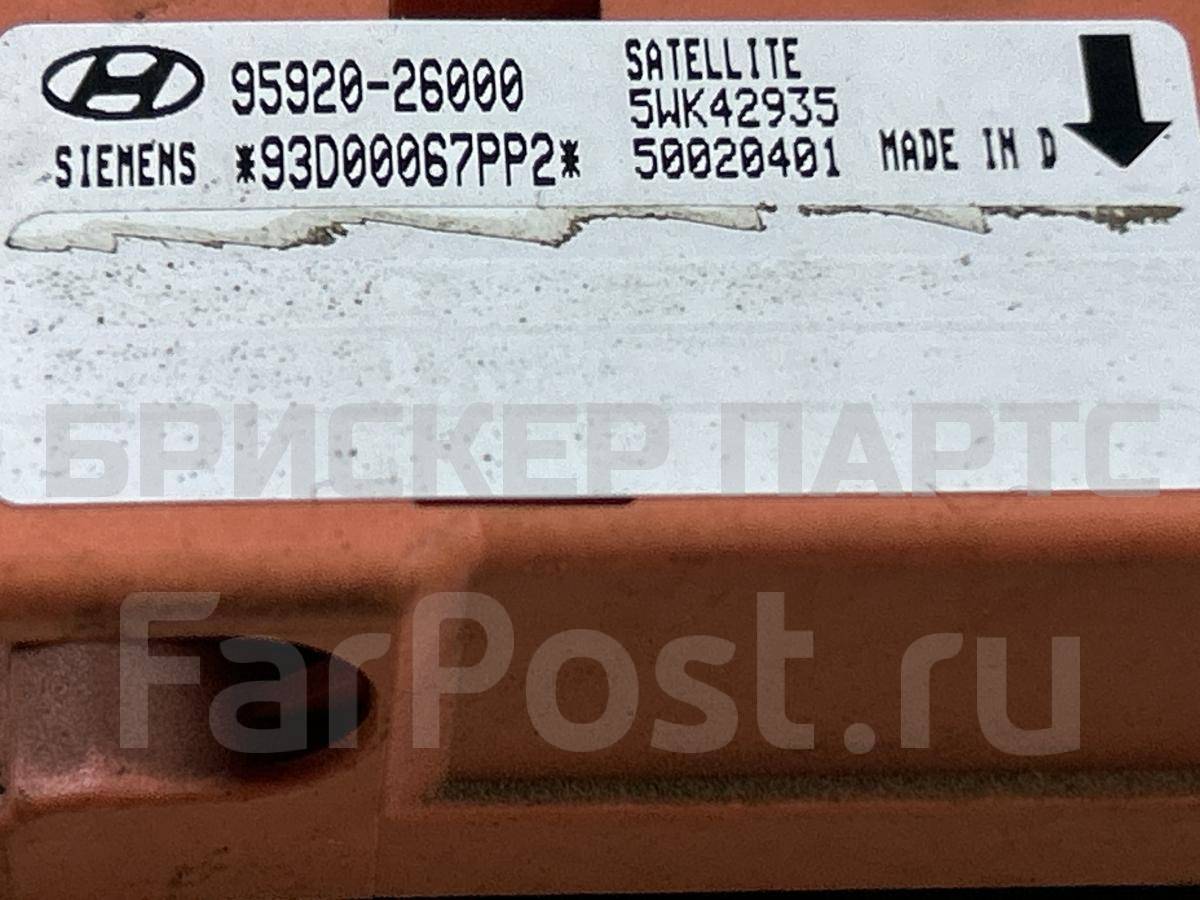 95920-26000
SIEMENS *93D00067PP2*
SATELLITE
5WK42935
50020401 MADE IN D
БРИСКЕР ПАРТС
FarPost.ru